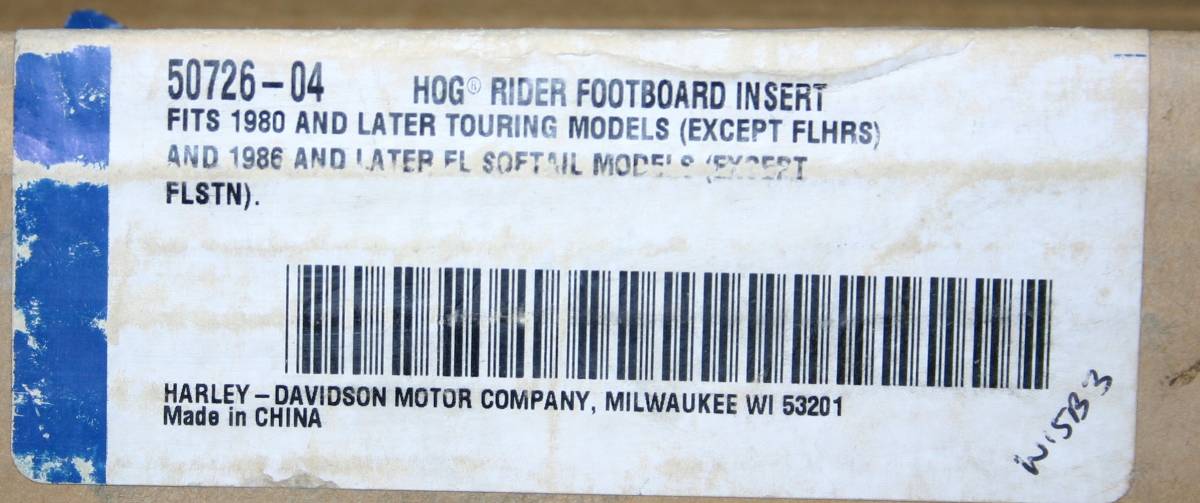 50726-04 HOG® RIDER FOOTBOARD INSERT
FITS 1980 AND LATER TOURING MODELS (EXCEPT FLHRS)
AND 1986 AND LATER FL SOFTAIL MODELS (EXCEPT
FLSTN).
HARLEY-DAVIDSON MOTOR COMPANY, MILWAUKEE WI 53201
Made in CHINA